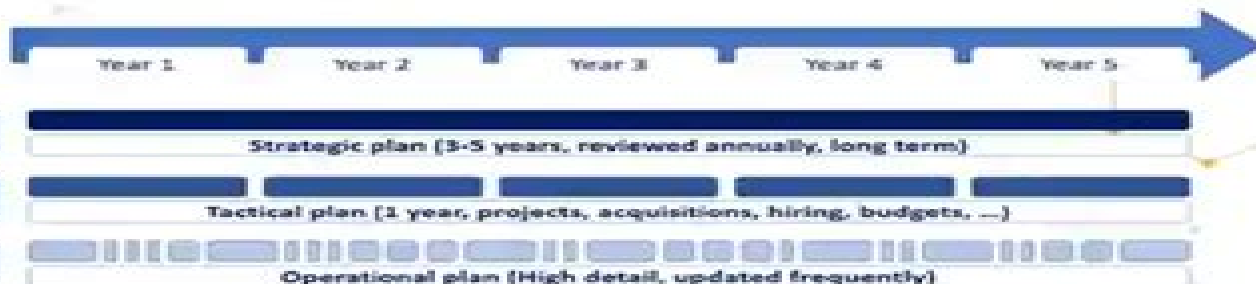 Year 1 Year 2 Year 3 Year 4 Year 5
Strategic plan (3-5 years, reviewed annually, long term)
Tactical plan (1 year, projects, acquisitions, hiring, budgets, ...)
Operational plan (High detail, updated frequently)